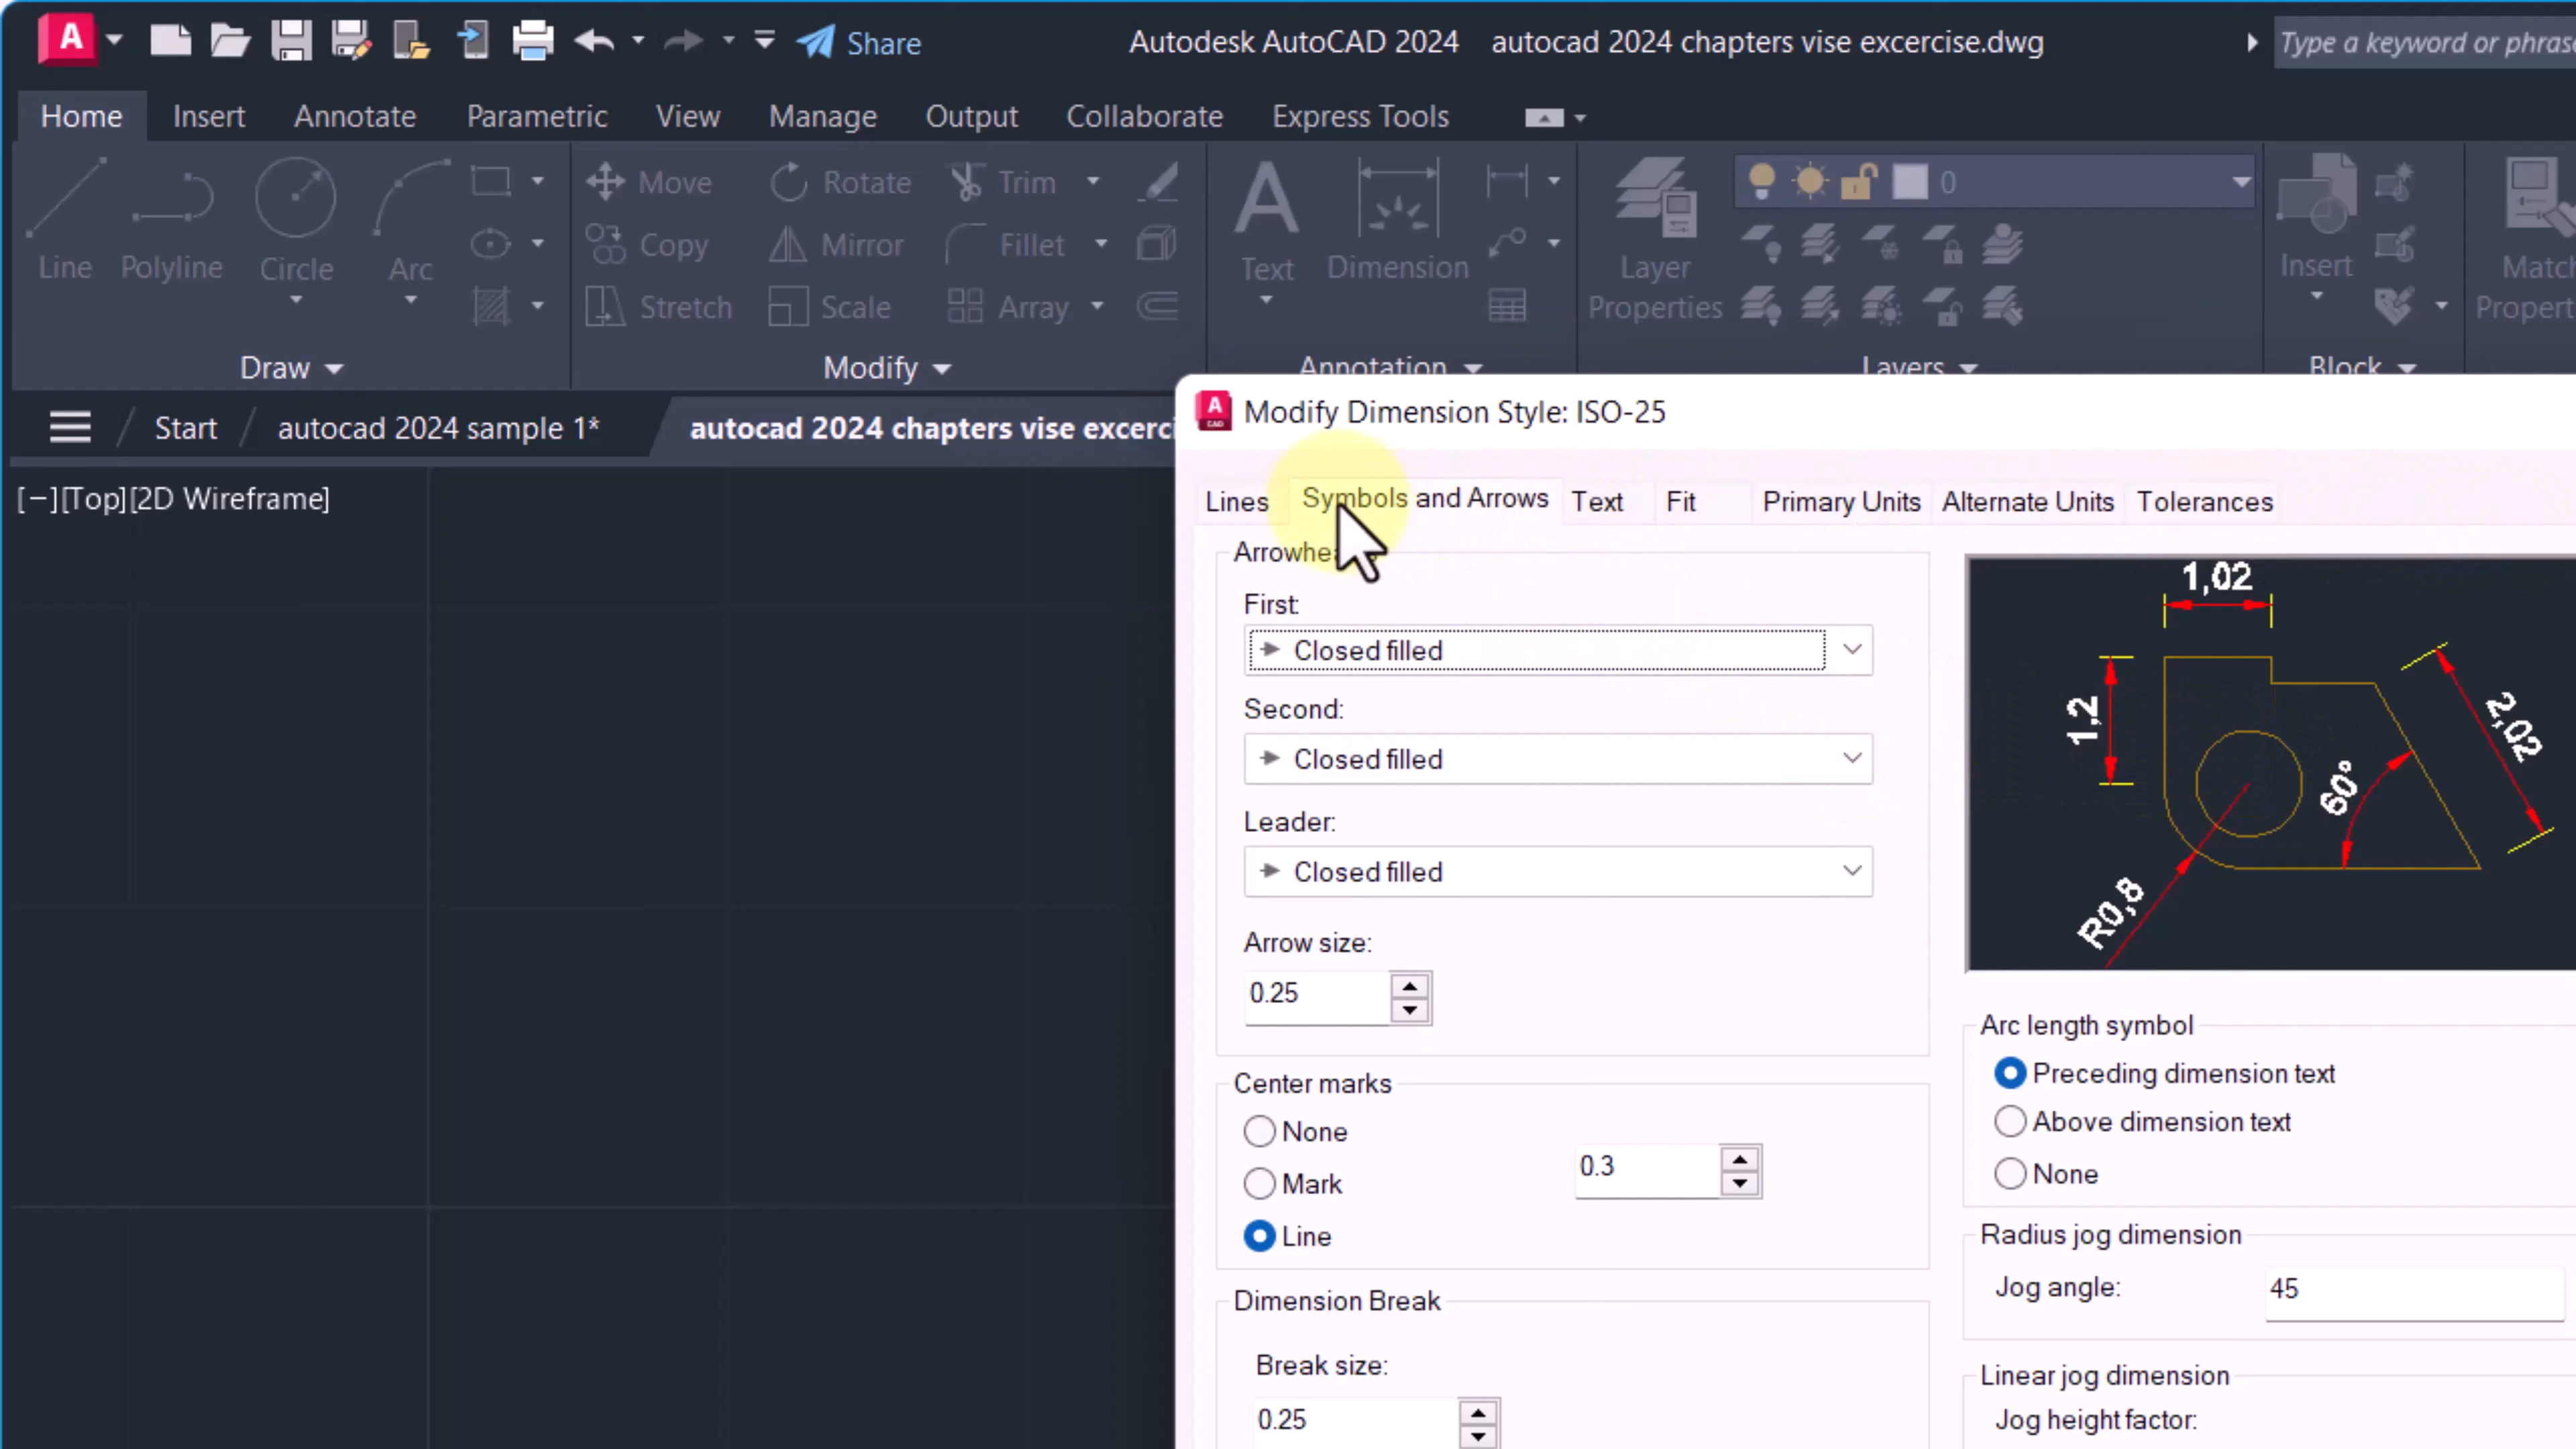 A
Share
Autodesk AutoCAD 2024 autocad 2024 chapters vise excercise.dwg
Type a keyword or phras
Home Insert Annotate Parametric View Manage Output Collaborate Express Tools
Line Polyline Circle Arc
Move Rotate Trim
Copy Mirror Fillet
Stretch Scale Array
Text Dimension
Layer
Properties
0
Insert
Match
Propert
Draw Modify Annotation Layers Block
Start autocad 2024 sample 1* autocad 2024 chapters vise excerci
[−][Top][2D Wireframe]
A
CAD
Modify Dimension Style: ISO-25
Lines Symbols and Arrows Text Fit Primary Units Alternate Units Tolerances
Arrowhe
First:
Closed filled
Second:
Closed filled
Leader:
Closed filled
Arrow size:
0.25
Center marks
None
Mark
Line
0.3
Dimension Break
Break size:
0.25
1,02
1,2
2,02
60°
R0,8
Arc length symbol
Preceding dimension text
Above dimension text
None
Radius jog dimension
Jog angle: 45
Linear jog dimension
Jog height factor: